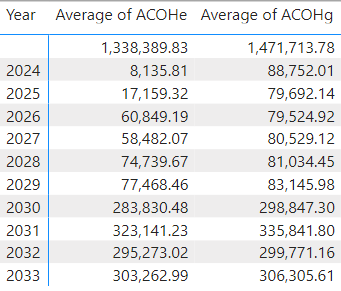 Year Average of ACOHe Average of ACOHg
1,338,389.83 1,471,713.78
2024 8,135.81 88,752.01
2025 17,159.32 79,692.14
2026 60,849.19 79,524.92
2027 58,482.07 80,529.12
2028 74,739.67 81,034.45
2029 77,468.46 83,145.98
2030 283,830.48 298,847.30
2031 323,141.23 335,841.80
2032 295,273.02 299,771.16
2033 303,262.99 306,305.61